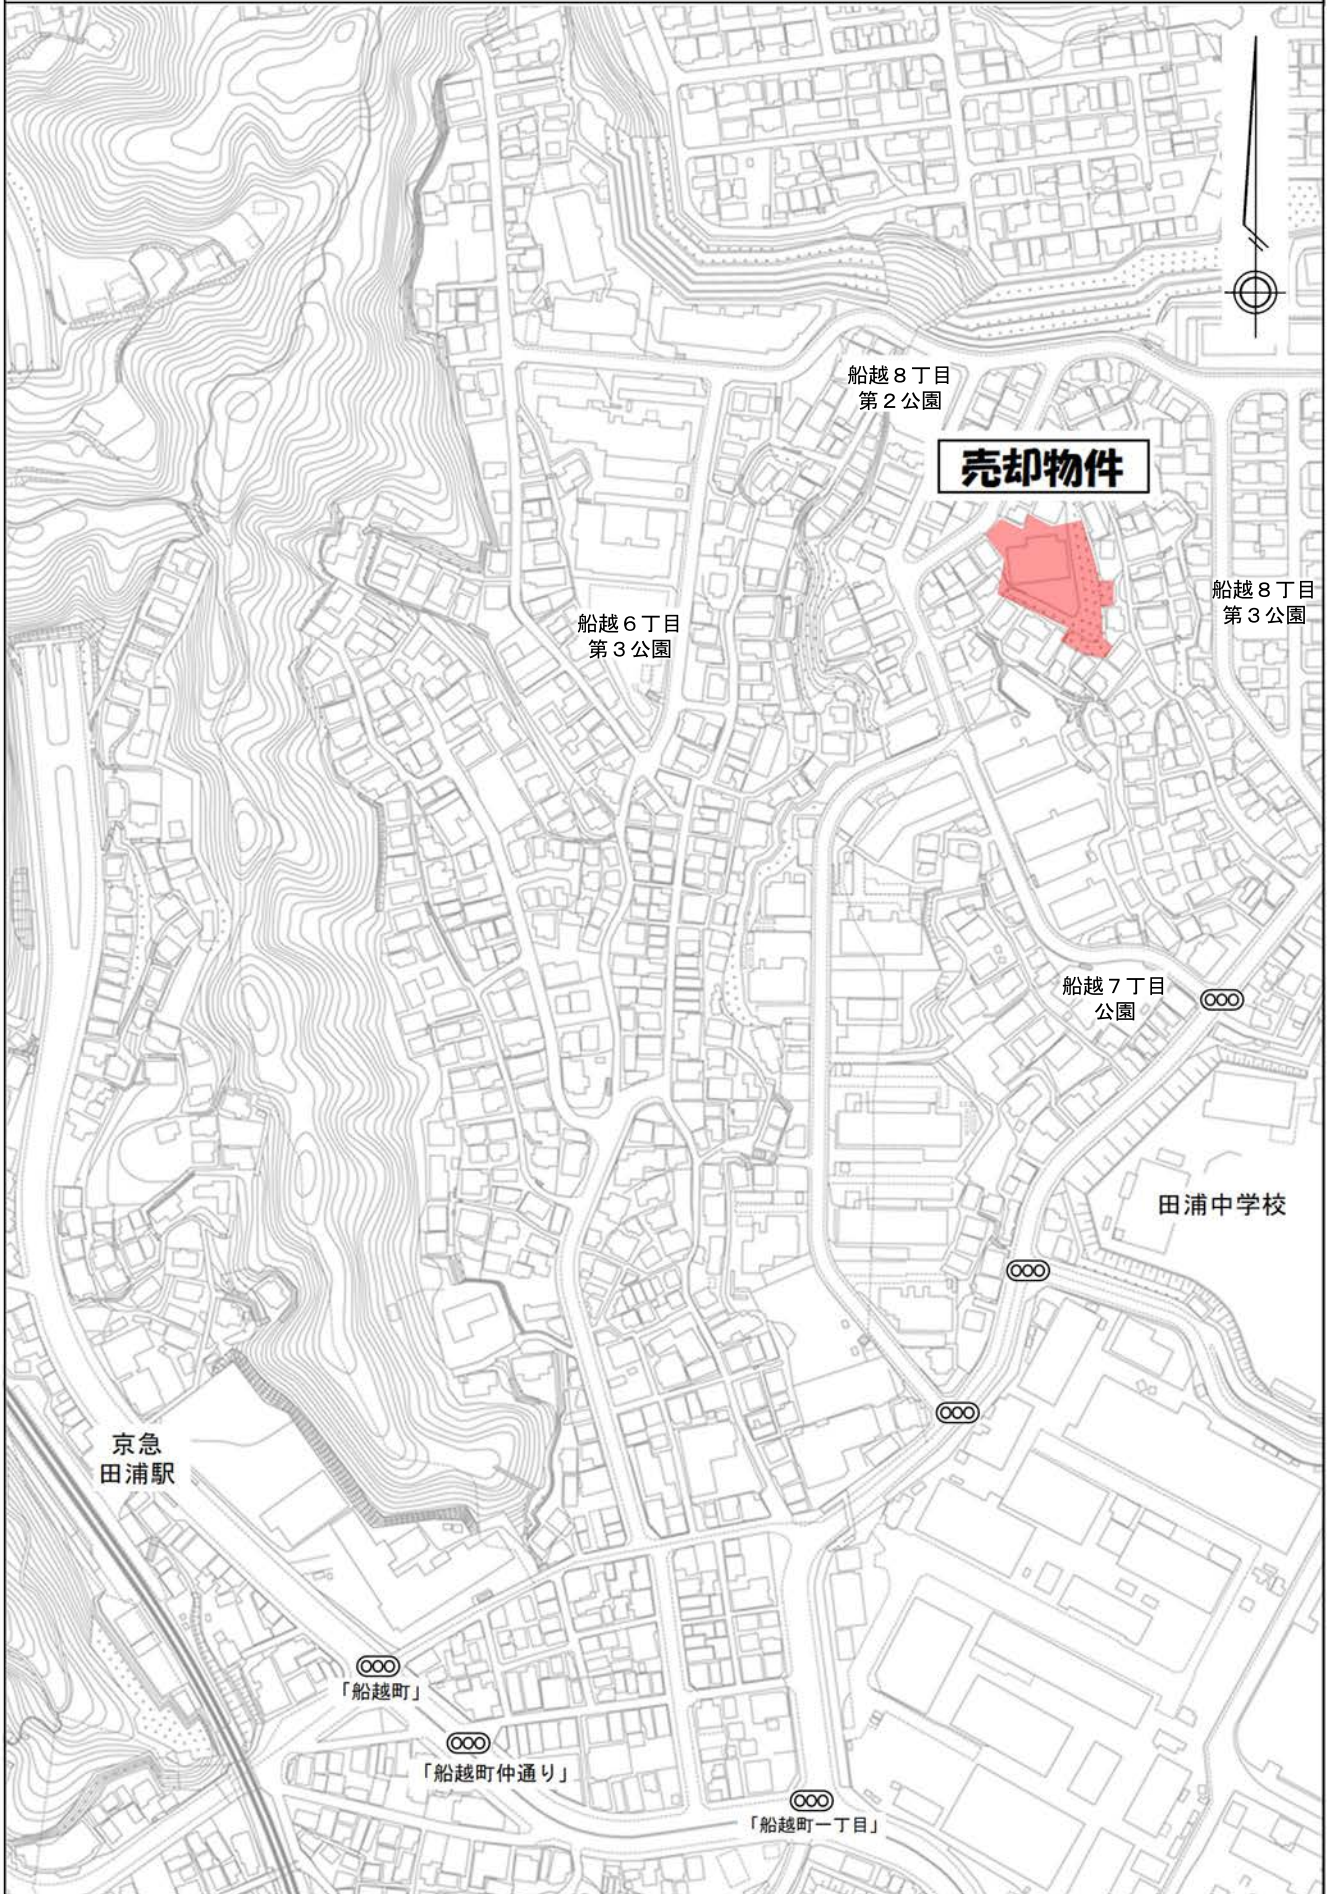 船越８丁目
第２公園
売却物件
船越８丁目
第３公園
船越６丁目
第３公園
船越７丁目
公園
田浦中学校
京急
田浦駅
「船越町」
「船越町仲通り」
「船越町一丁目」